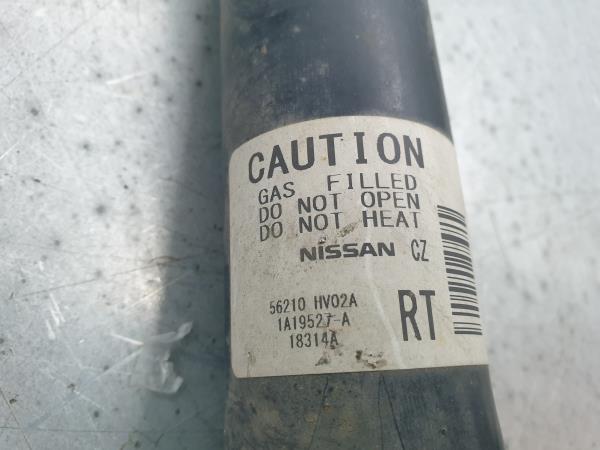 CAUTION
GAS FILLED
DO NOT OPEN
DO NOT HEAT
NISSAN CZ
56210 HV02A
1A19527-A
18314A
RT